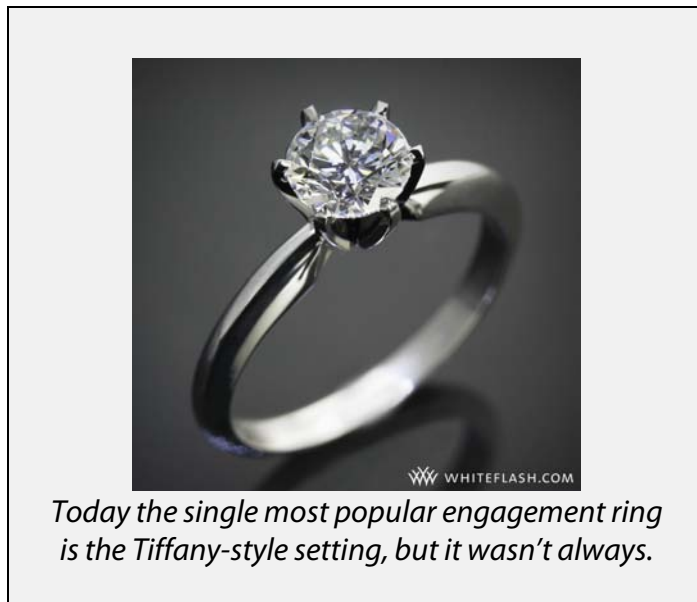 WHITEFLASH.COM
Today the single most popular engagement ring
is the Tiffany-style setting, but it wasn't always.